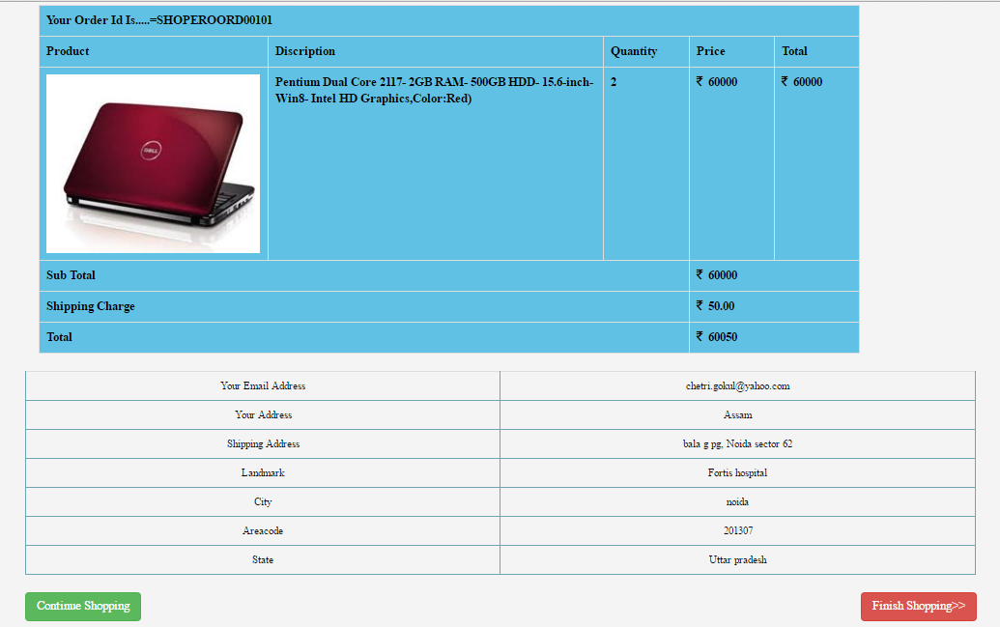 Your Order Id Is.....=SHOPEROORD00101
Product Discription Quantity Price Total
DELL
Pentium Dual Core 2117- 2GB RAM- 500GB HDD- 15.6-inch- 2 ₹ 60000 ₹ 60000
Win8- Intel HD Graphics,Color:Red)
Sub Total ₹ 60000
Shipping Charge ₹ 50.00
Total ₹ 60050
Your Email Address chetri.gokul@yahoo.com
Your Address Assam
Shipping Address bala g pg, Noida sector 62
Landmark Fortis hospital
City noida
Areacode 201307
State Uttar pradesh
Continue Shopping Finish Shopping>>